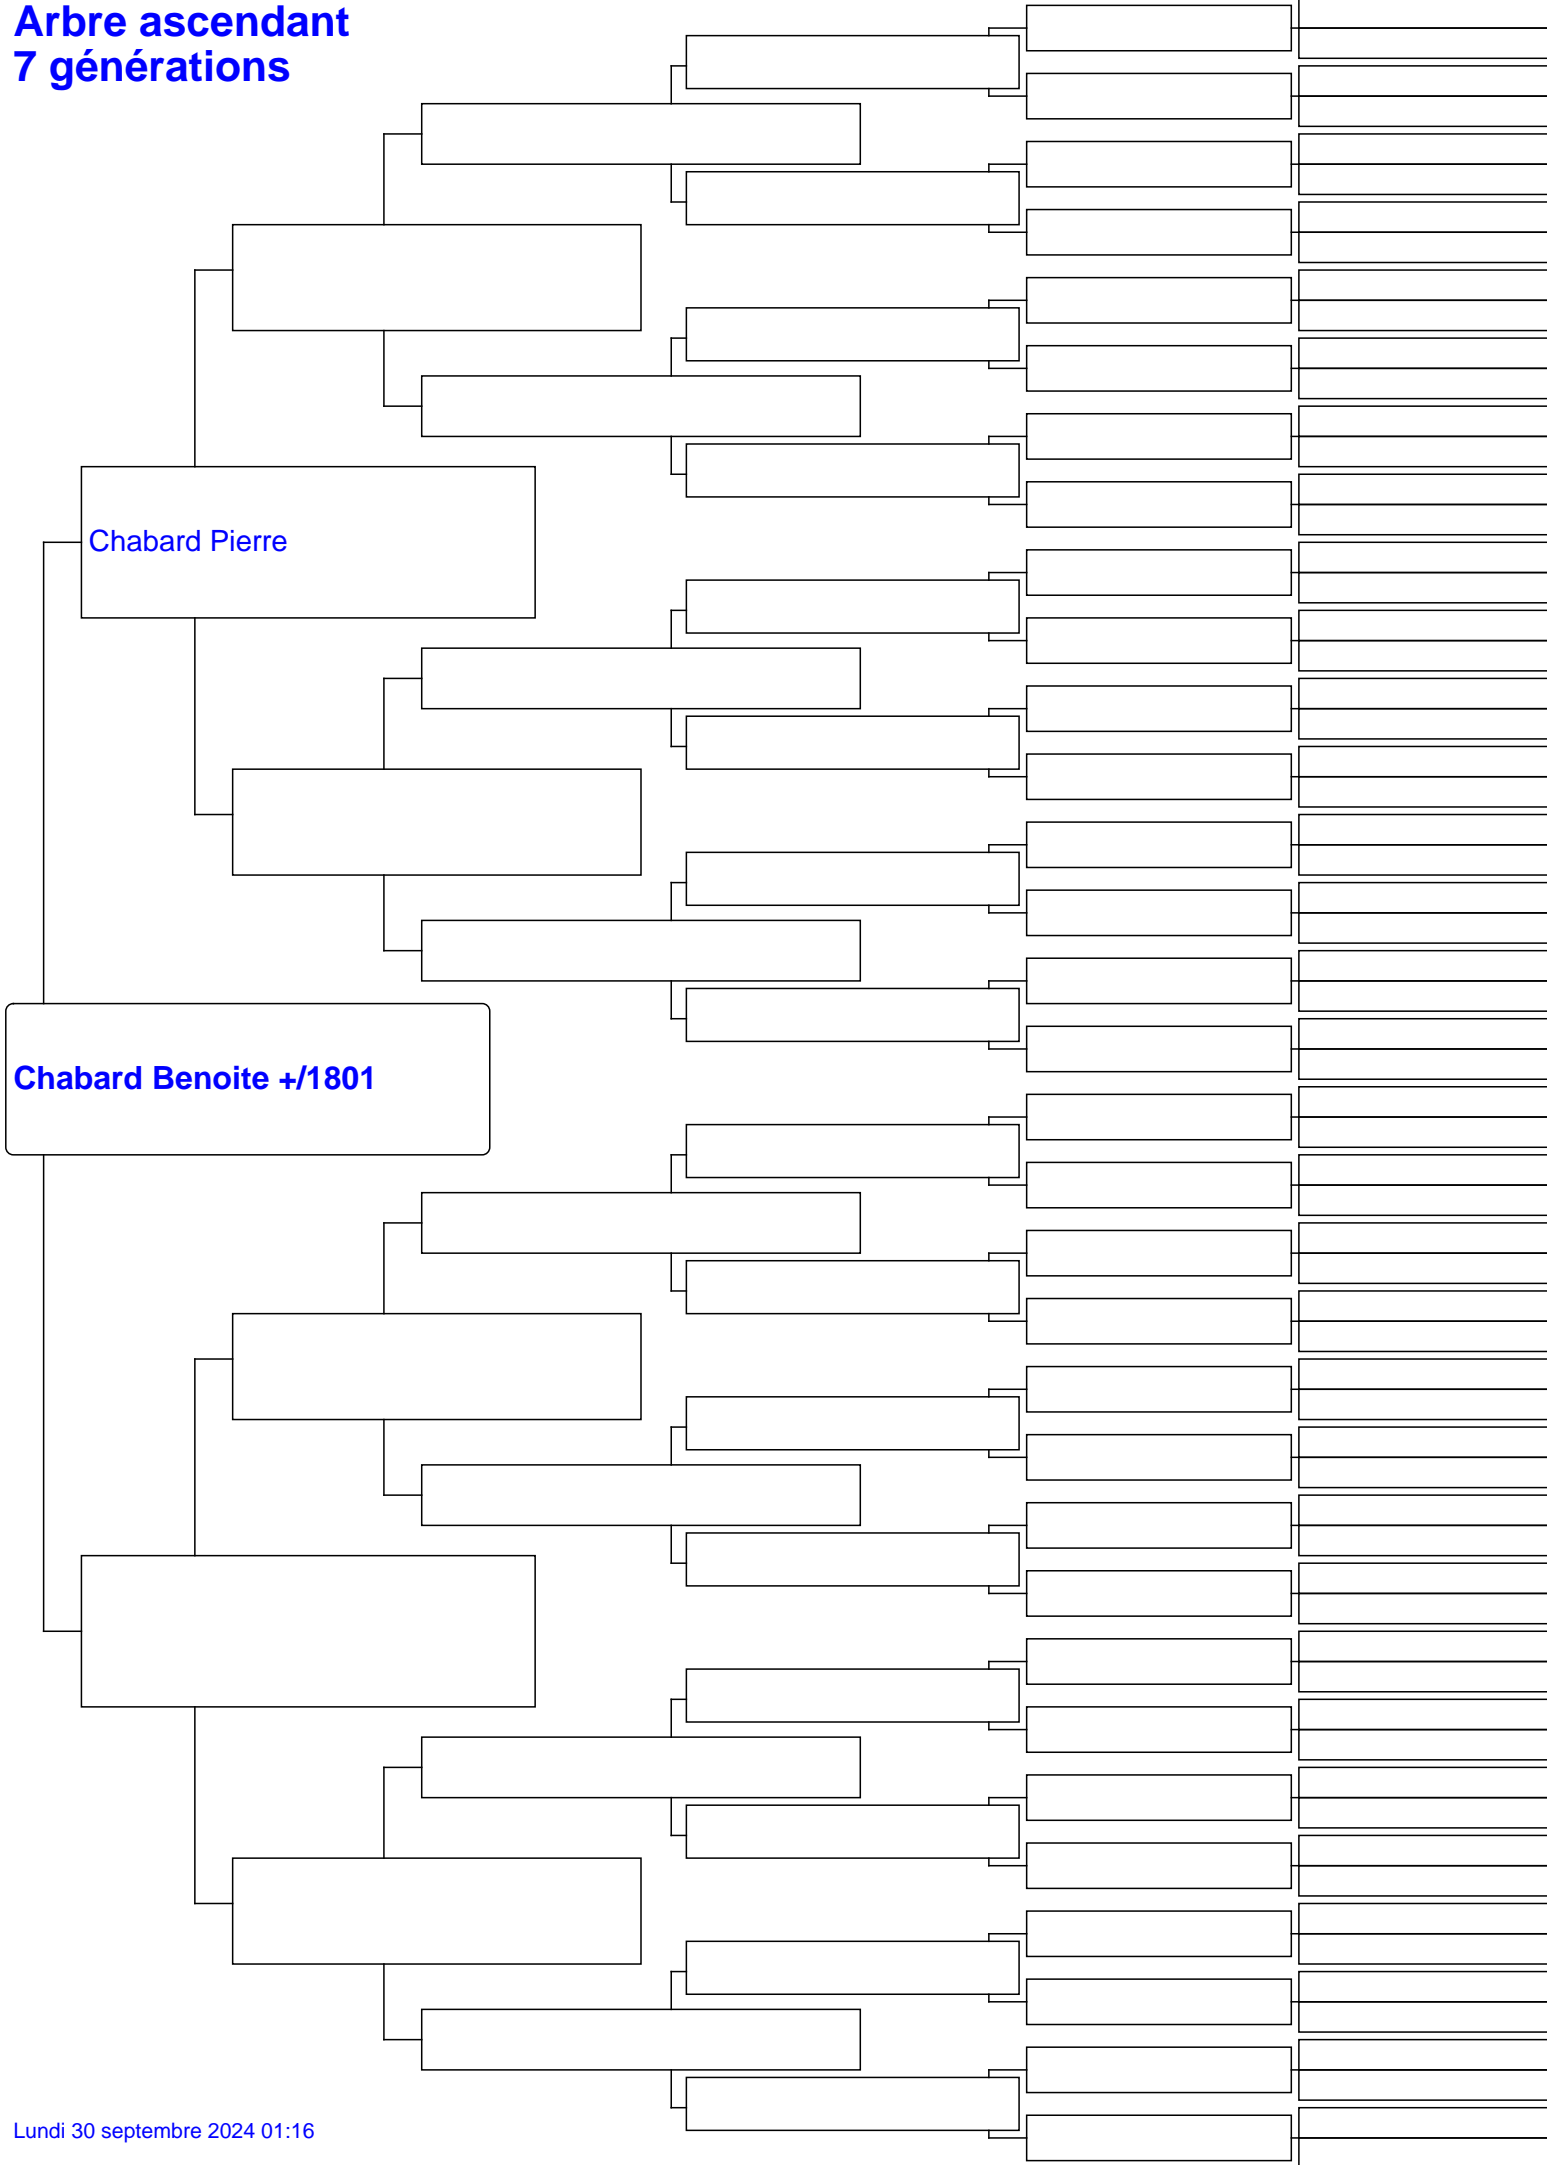 Arbre ascendant
7 générations
Chabard Pierre
Chabard Benoite +/1801
Lundi 30 septembre 2024 01:16